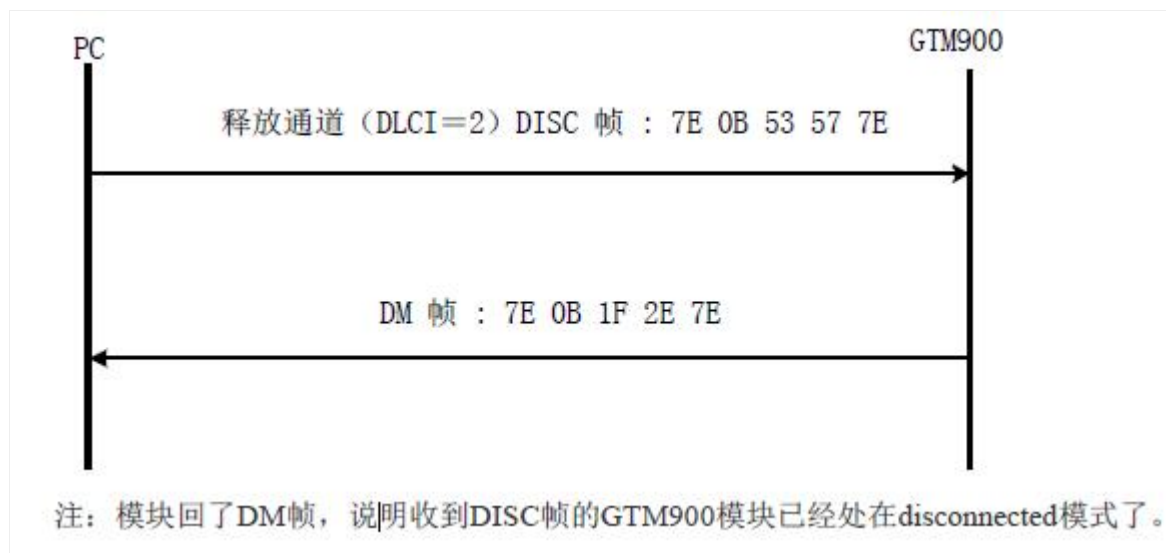 PC
GTM900
释放通道（DLCI＝2）DISC 帧 : 7E 0B 53 57 7E
DM 帧 : 7E 0B 1F 2E 7E
注：模块回了DM帧，说明收到DISC帧的GTM900模块已经处在disconnected模式了。